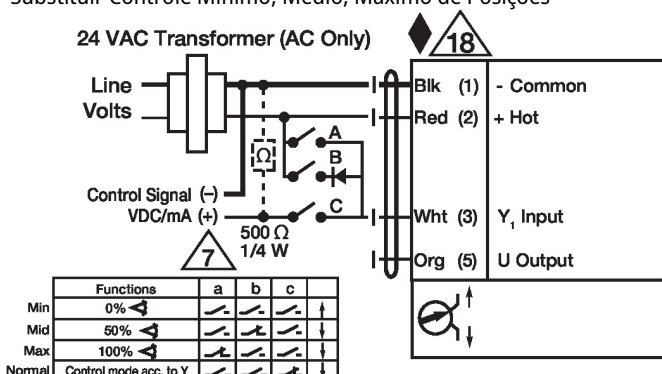 Substituir Controle Mínimo, Médio, Máximo de Posições
24 VAC Transformer (AC Only)
18
Line
Volts
Blk (1) - Common
Red (2) + Hot
A
Ω
B
Control Signal (–)
VDC/mA (+)
C
Wht (3) Y1 Input
500 Ω
1/4 W
7
Org (5) U Output
Functions a b c
Min 0%
Mid 50%
Max 100%
Normal Control mode acc. to Y